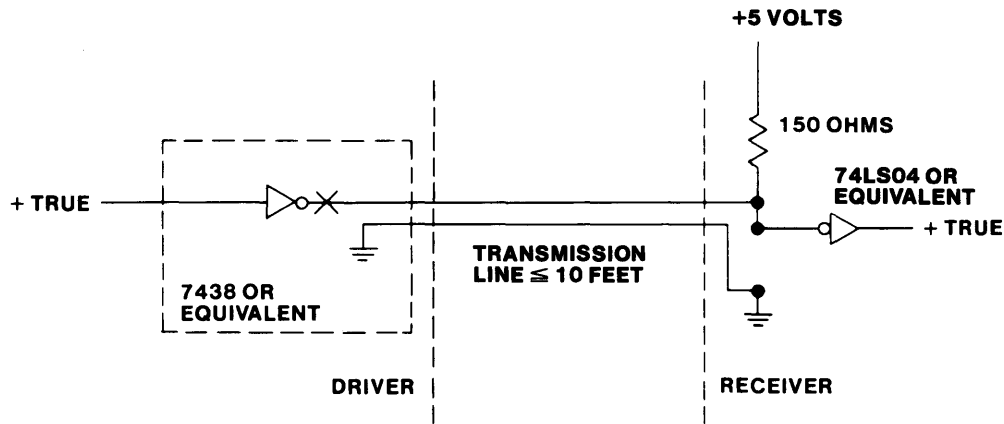 +5 VOLTS
150 OHMS
74LS04 OR
EQUIVALENT
+ TRUE
+ TRUE
TRANSMISSION
LINE ≦ 10 FEET
7438 OR
EQUIVALENT
DRIVER
RECEIVER